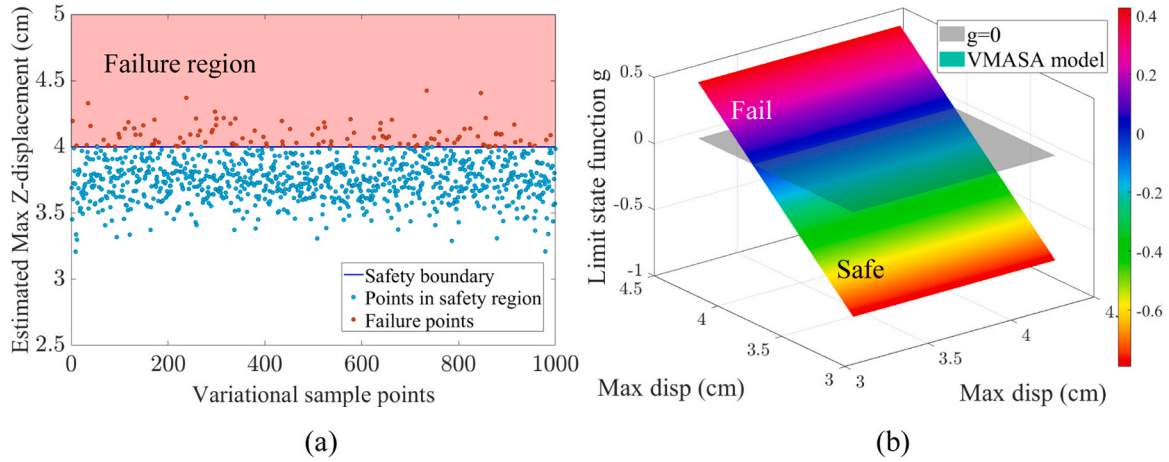 5
4.5
4
3.5
3
2.5
Estimated Max Z-displacement (cm)
Failure region
Safety boundary
Points in safety region
Failure points
0
200
400
600
800
1000
Variational sample points
(a)
g=0
VMASA model
Fail
Safe
0.5
0
-0.5
-1
Limit state function g
4.5
4
3.5
3
Max disp (cm)
3
3.5
4
4.
Max disp (cm)
0.4
0.2
0
-0.2
-0.4
-0.6
(b)